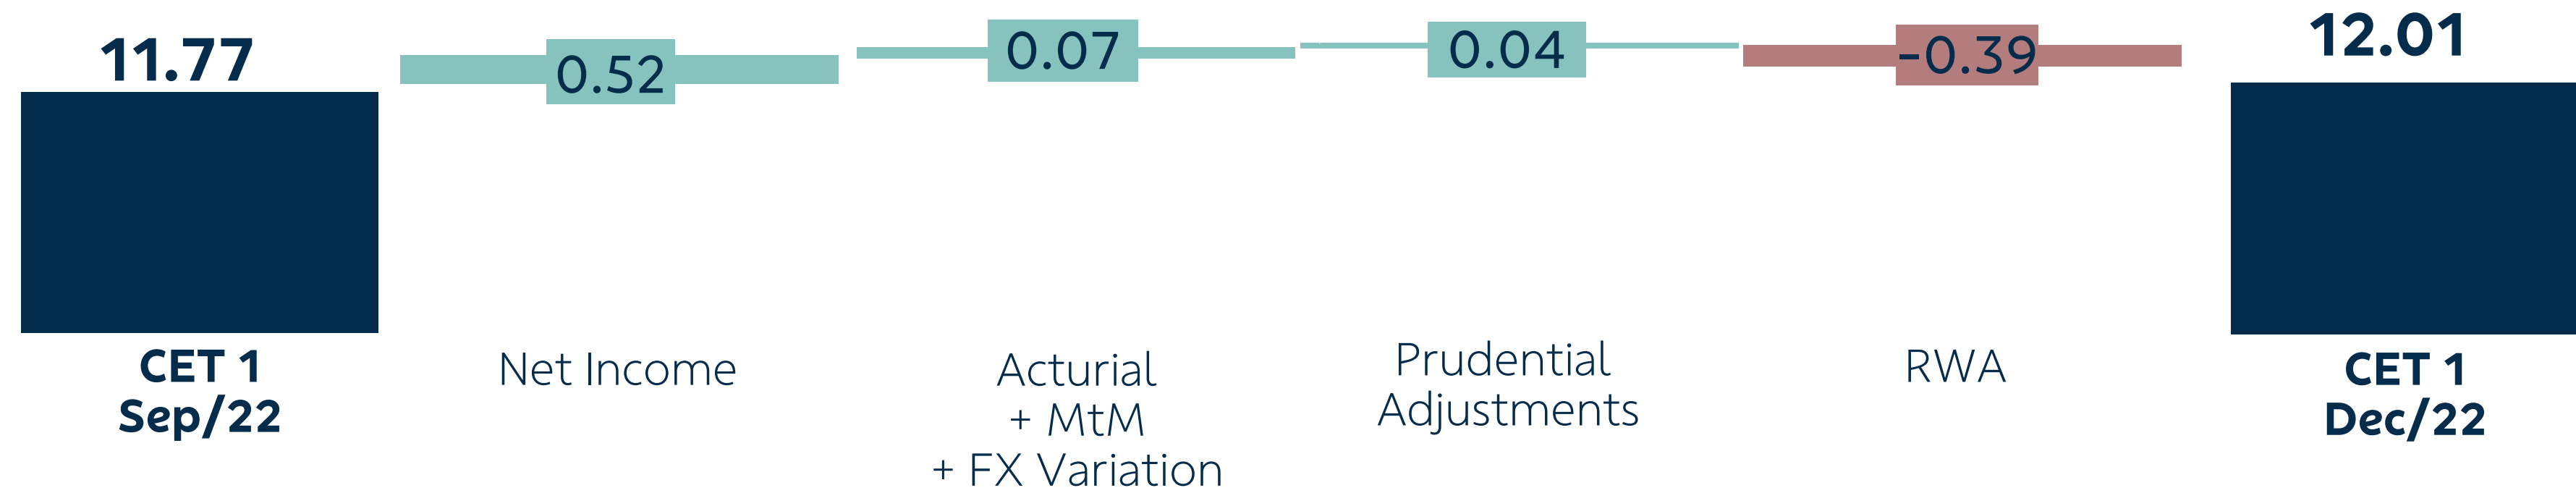 11.77
0.52
0.07
0.04
-0.39
12.01
CET 1
Sep/22
Net Income
Acturial
+ MtM
+ FX Variation
Prudential
Adjustments
RWA
CET 1
Dec/22